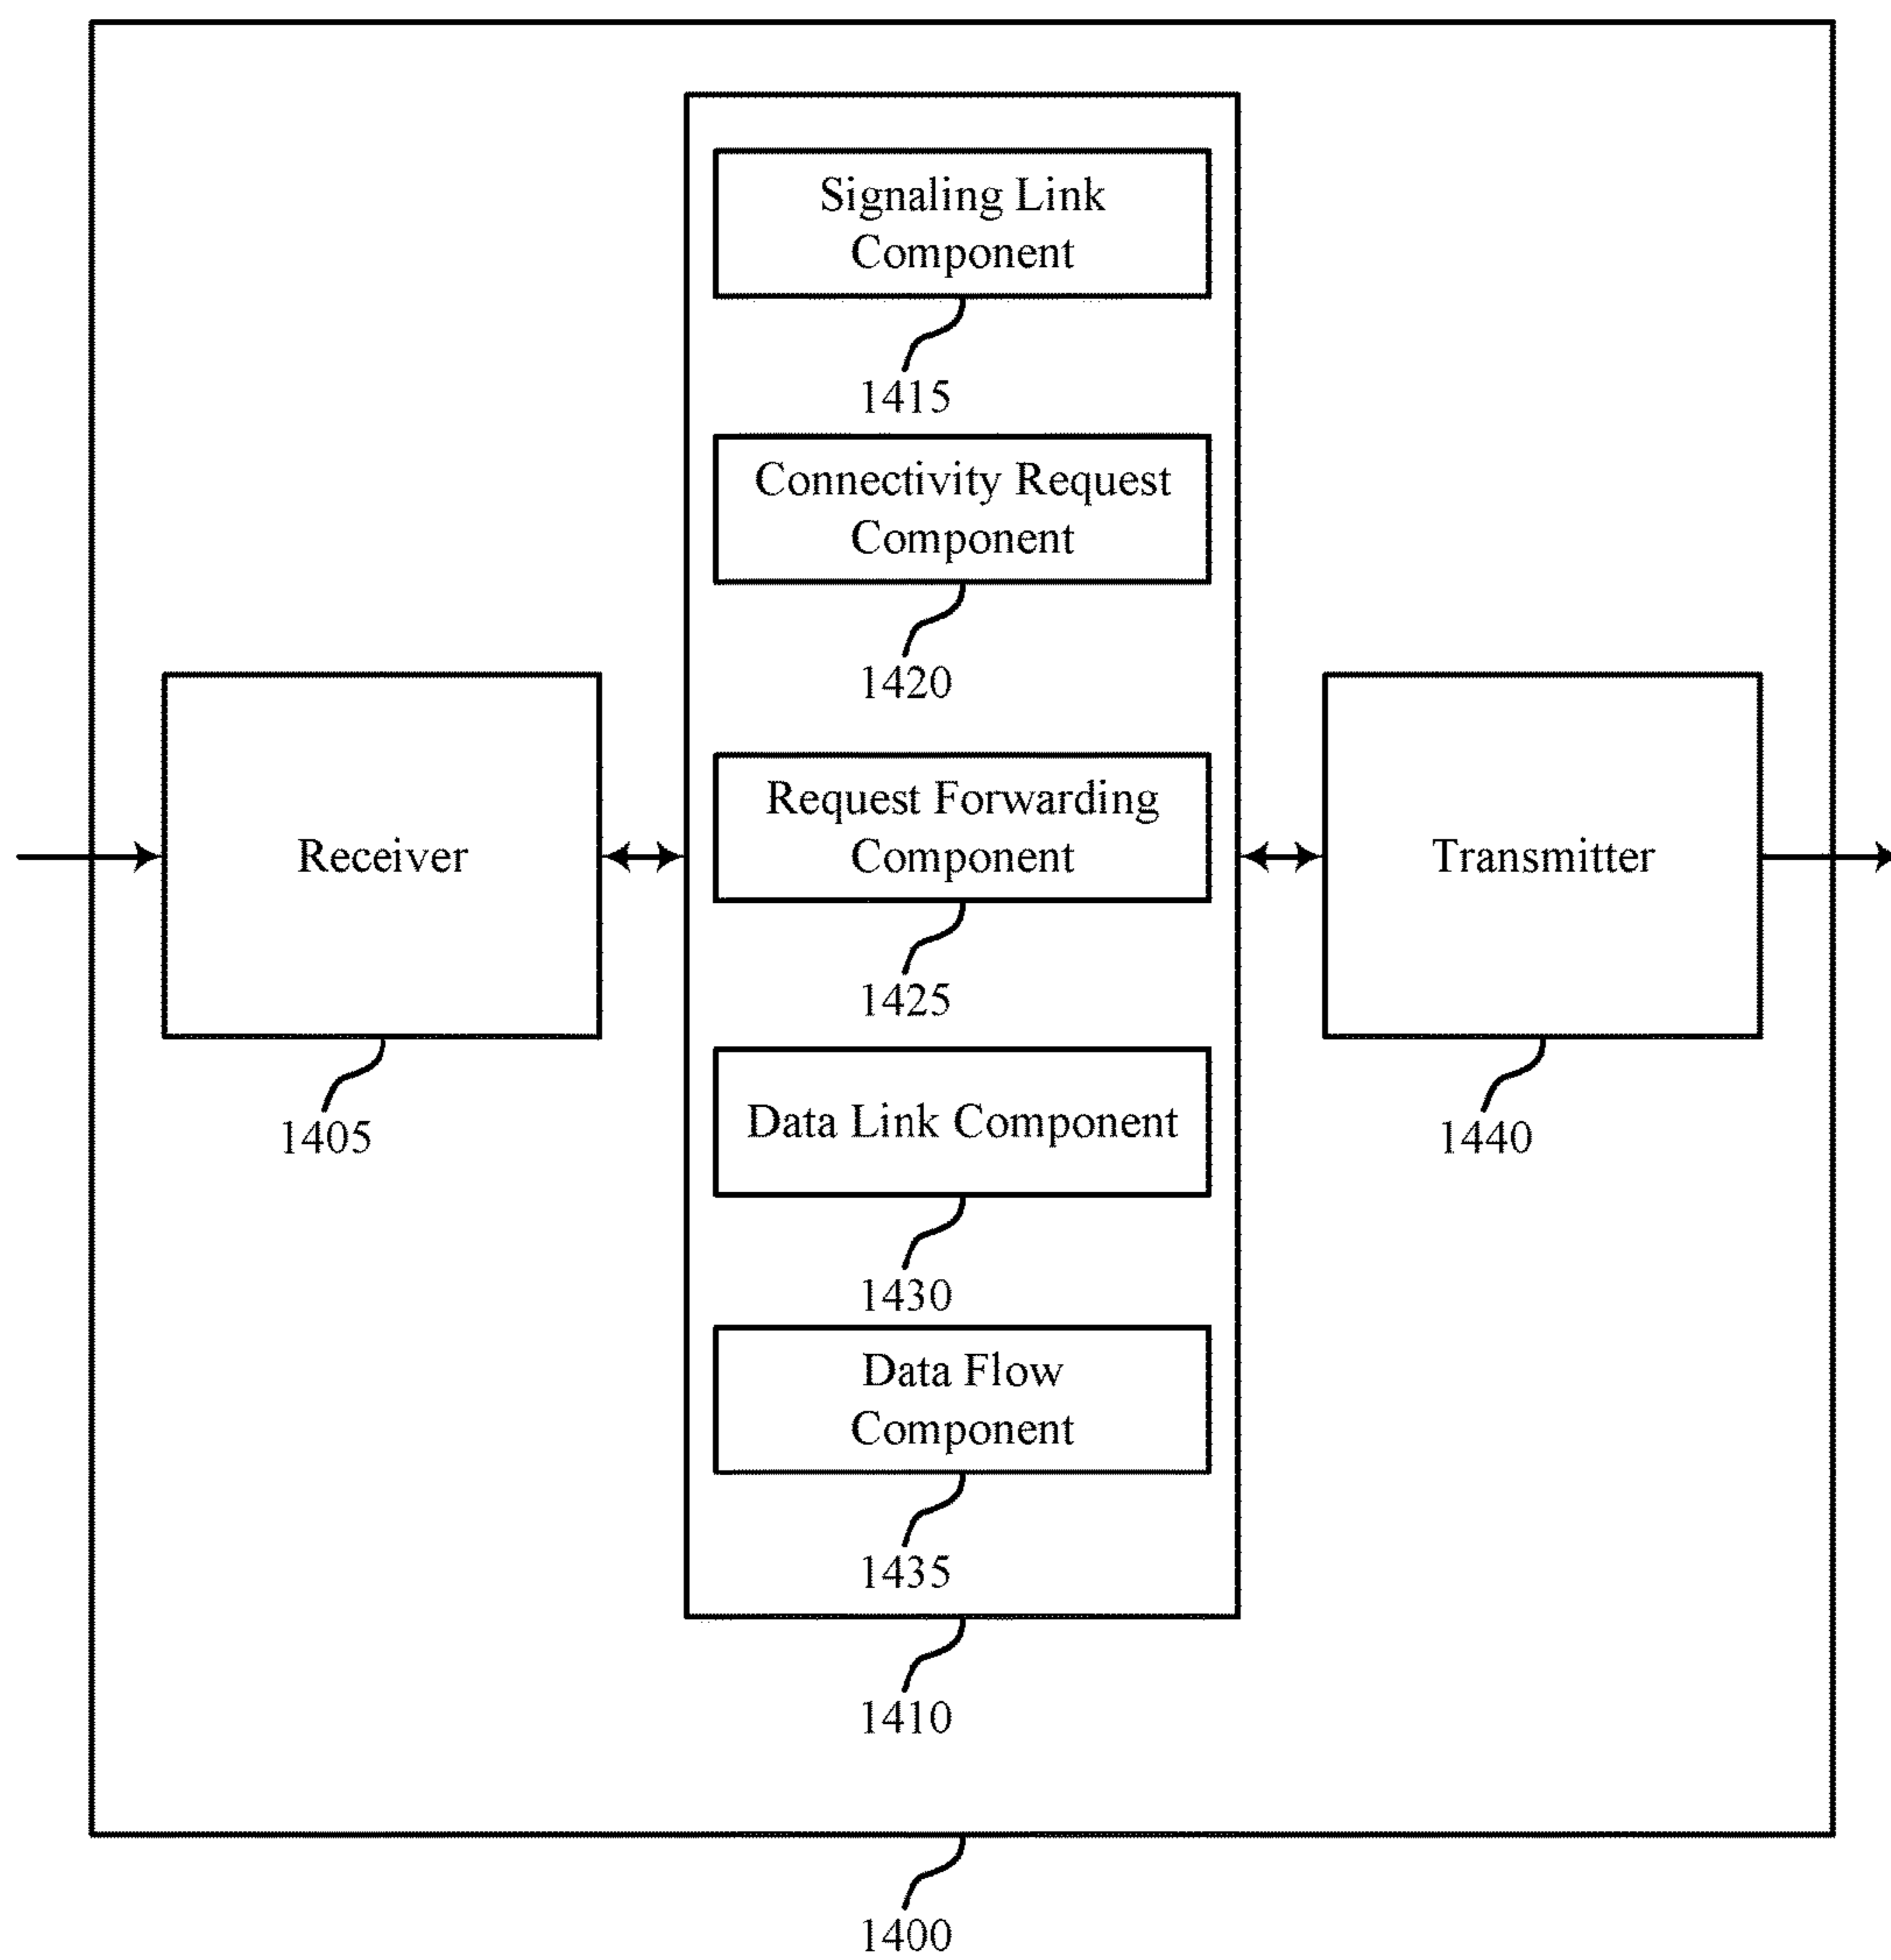 Signaling Link
Component
1415
Connectivity Request
Component
1420
Request Forwarding
Component
1425
Data Link Component
1430
Data Flow
Component
1435
1410
Receiver
1405
Transmitter
1440
1400